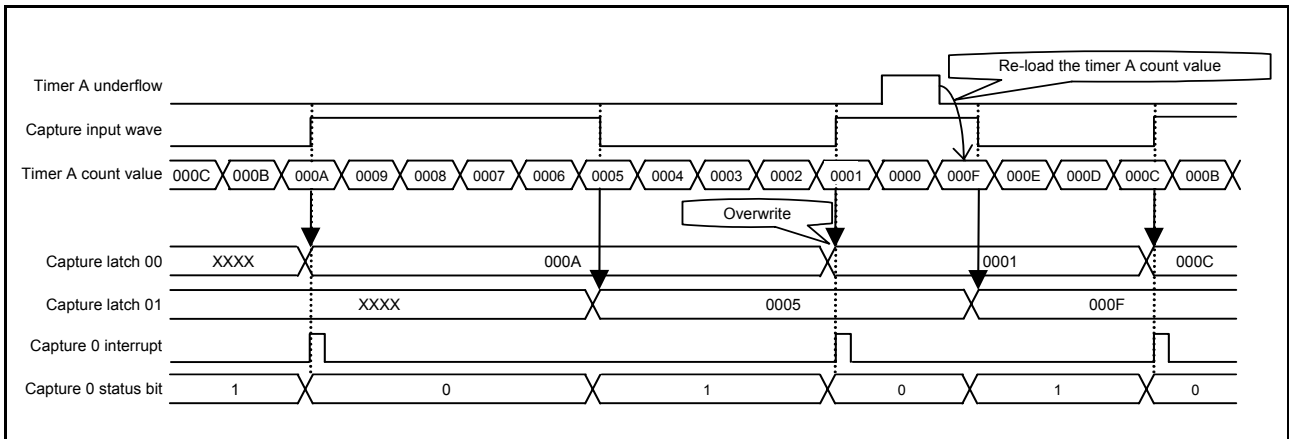 Re-load the timer A count value
Timer A underflow
Capture input wave
Timer A count value 000C 000B 000A 0009 0008 0007 0006 0005 0004 0003 0002 0001 0000 000F 000E 000D 000C 000B
Overwrite
Capture latch 00 XXXX 000A 0001 000C
Capture latch 01 XXXX 0005 000F
Capture 0 interrupt
Capture 0 status bit 1 0 1 0 1 0